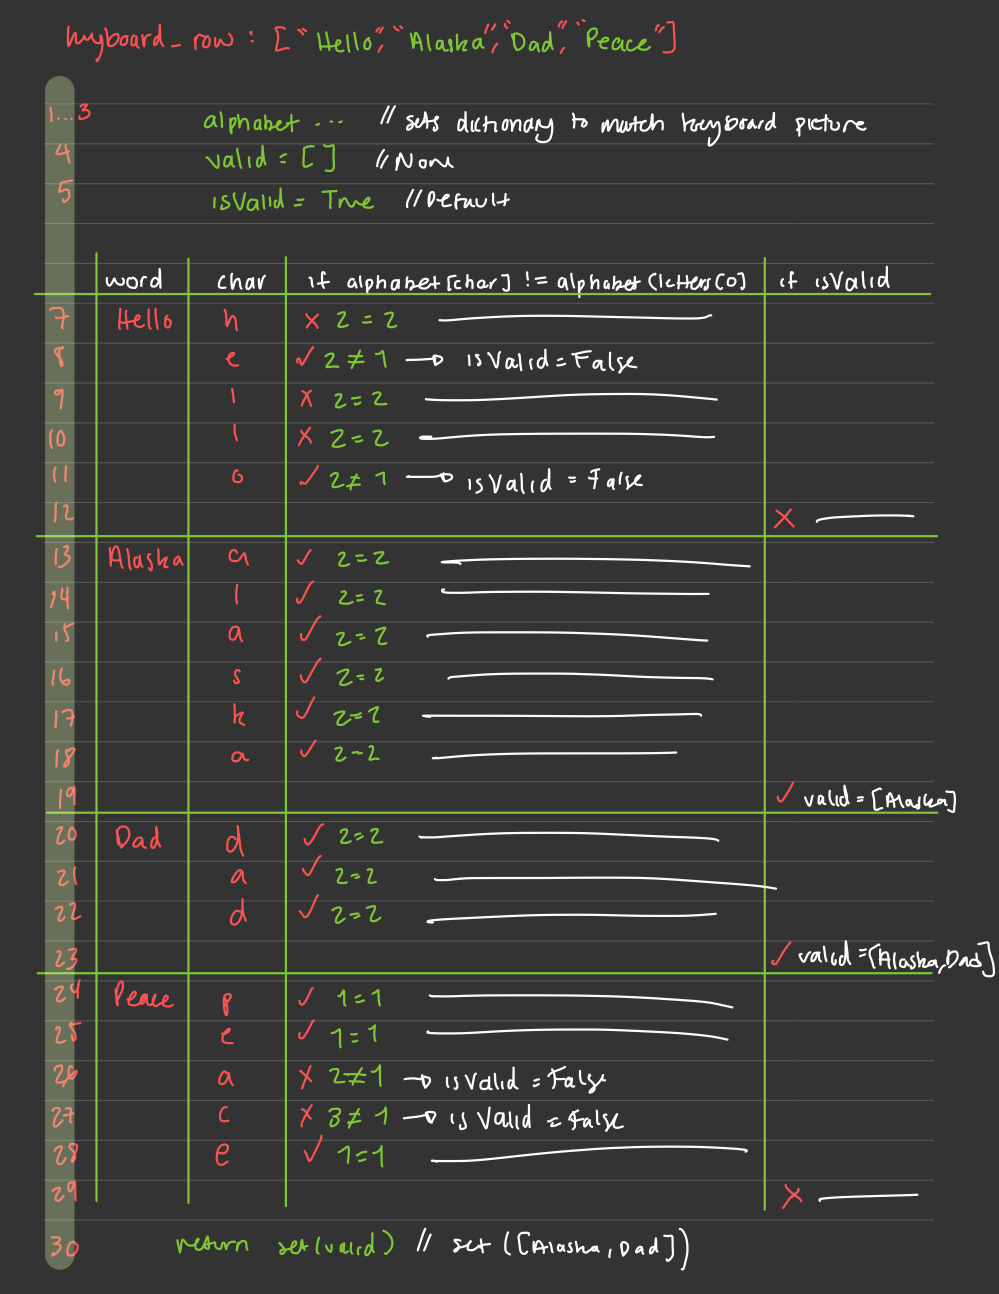 keyboard_row : ["Hello", "Alaska", "Dad", "Peace"]
1...3 alphabet ... // sets dictionary to match keyboard picture
4 valid = [ ] // None
5 isValid = True // Default
word char if alphabet[char] != alphabet(letters[0] if isValid
7 Hello h X 2 = 2
8 e ✓ 2 ≠ 1 → isValid = False
9 l X 2 = 2
10 l X 2 = 2
11 o ✓ 2 ≠ 1 → isValid = False
12 X
13 Alaska a ✓ 2 = 2
14 l ✓ 2 = 2
15 a ✓ 2 = 2
16 s ✓ 2 = 2
17 k ✓ 2 = 2
18 a ✓ 2 - 2
19 ✓ valid = [Alaska]
20 Dad d ✓ 2 = 2
21 a ✓ 2 = 2
22 d ✓ 2 = 2
23 ✓ valid = [Alaska, Dad]
24 Peace p ✓ 1 = 1
25 e ✓ 1 = 1
26 a X 2 ≠ 1 → isValid = False
27 c X 3 ≠ 1 → isValid = False
28 e ✓ 1 = 1
29 X
30 return set(valid) // set ([Alaska, Dad])